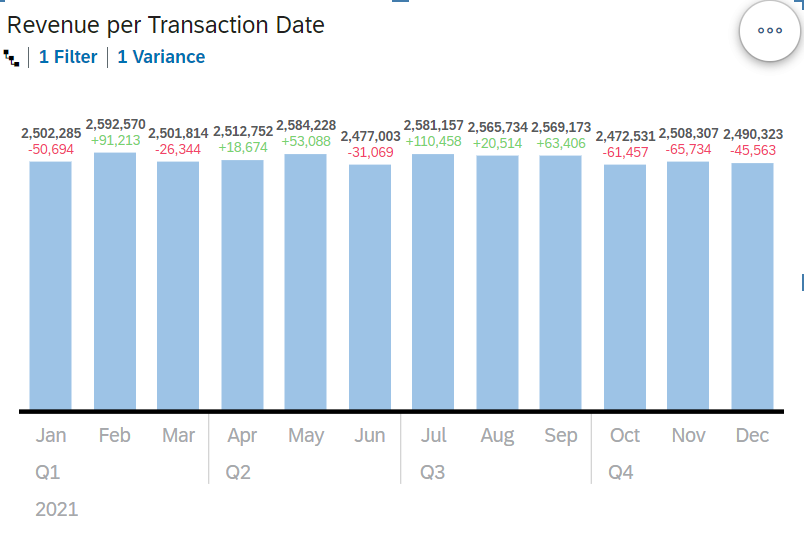 Revenue per Transaction Date
1 Filter 1 Variance
2,502,285 2,592,570 2,501,814 2,512,752 2,584,228 2,477,003 2,581,157 2,565,734 2,569,173 2,472,531 2,508,307 2,490,323
-50,694 +91,213 -26,344 +18,674 +53,088 -31,069 +110,458 +20,514 +63,406 -61,457 -65,734 -45,563
Jan Feb Mar Apr May Jun Jul Aug Sep Oct Nov Dec
Q1 Q2 Q3 Q4
2021